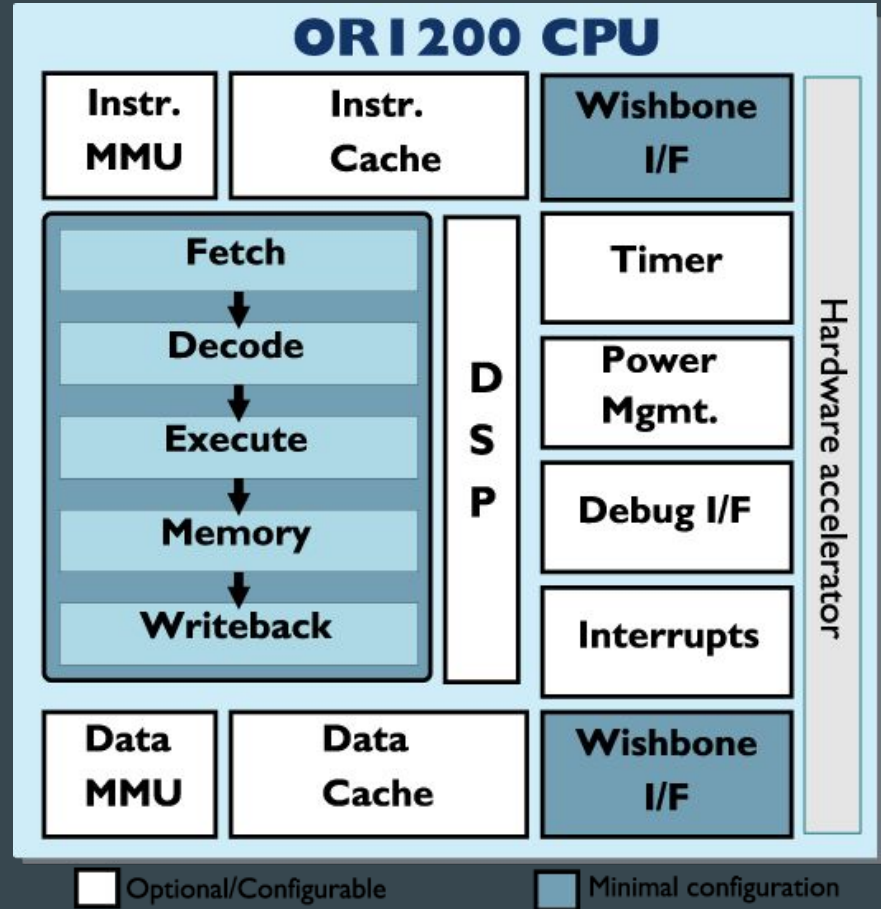 OR1200 CPU
Instr.
MMU
Instr.
Cache
Wishbone
I/F
Fetch
Decode
Execute
Memory
Writeback
D
S
P
Timer
Power
Mgmt.
Debug I/F
Interrupts
Hardware accelerator
Data
MMU
Data
Cache
Wishbone
I/F
Optional/Configurable
Minimal configuration